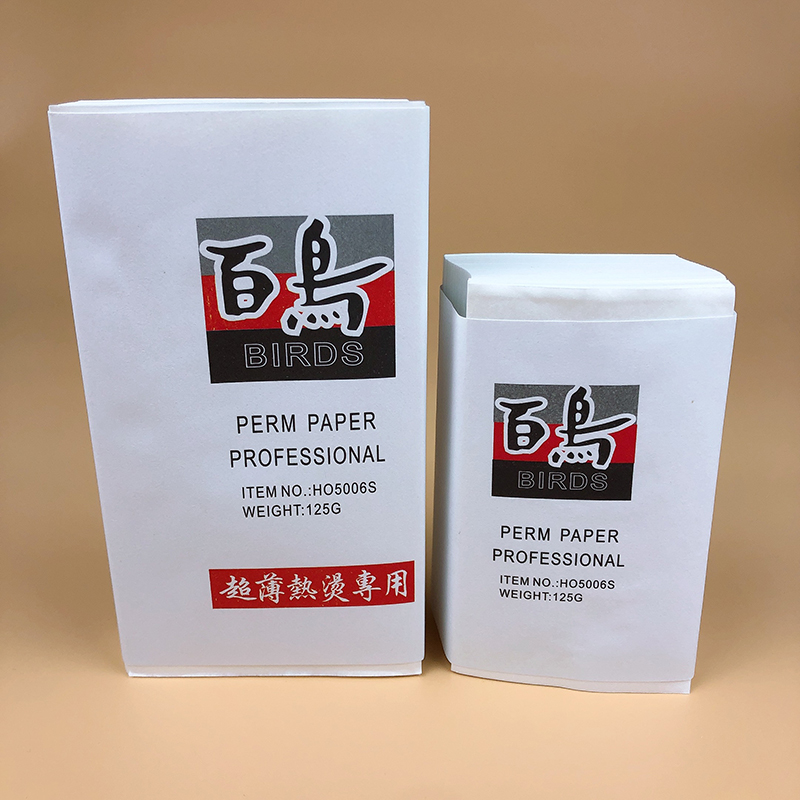 百鳥
BIRDS
PERM PAPER
PROFESSIONAL
ITEM NO.:HO5006S
WEIGHT:125G
超薄熱燙專用
百鳥
BIRDS
PERM PAPER
PROFESSIONAL
ITEM NO.:HO5006S
WEIGHT:125G